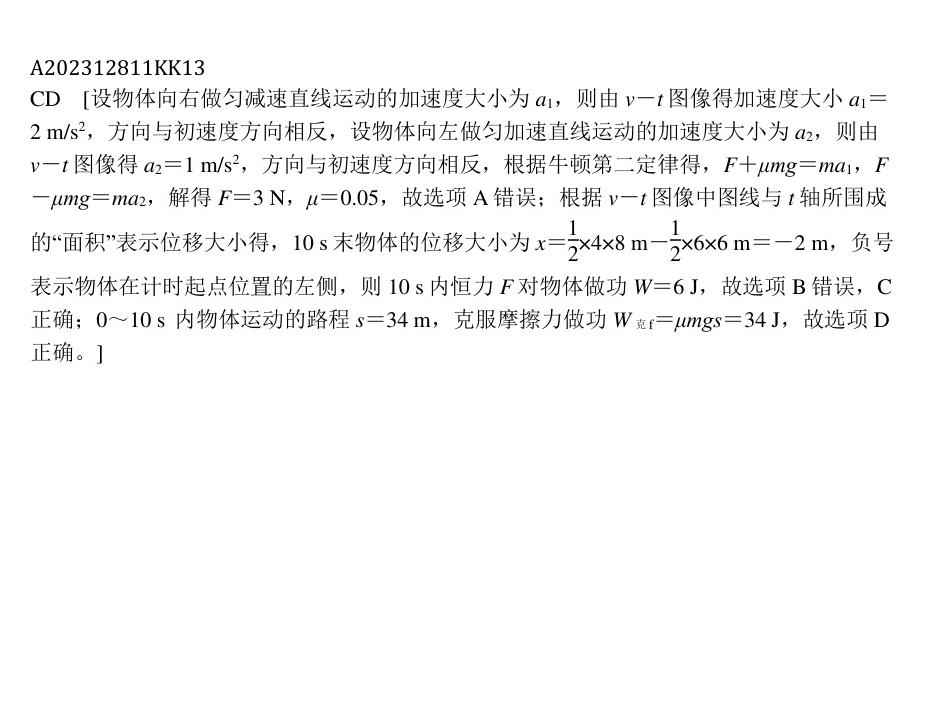 A202312811KK13
CD [设物体向右做匀减速直线运动的加速度大小为 a₁，则由 v－t 图像得加速度大小 a₁＝
2 m/s²，方向与初速度方向相反，设物体向左做匀加速直线运动的加速度大小为 a₂，则由
v－t 图像得 a₂＝1 m/s²，方向与初速度方向相反，根据牛顿第二定律得，F＋μmg＝ma₁，F
－μmg＝ma₂，解得 F＝3 N，μ＝0.05，故选项 A 错误；根据 v－t 图像中图线与 t 轴所围成
的“面积”表示位移大小得，10 s 末物体的位移大小为 x＝1/2×4×8 m－1/2×6×6 m＝－2 m，负号
表示物体在计时起点位置的左侧，则 10 s 内恒力 F 对物体做功 W＝6 J，故选项 B 错误，C
正确；0～10 s 内物体运动的路程 s＝34 m，克服摩擦力做功 W克f＝μmgs＝34 J，故选项 D
正确。]